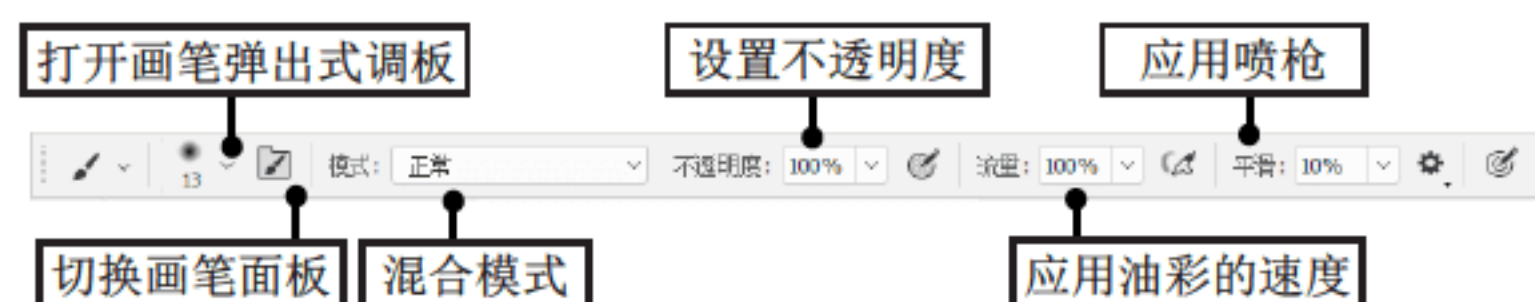 打开画笔弹出式调板
设置不透明度
应用喷枪
13
模式: 正常
不透明度: 100%
流量: 100%
平滑: 10%
切换画笔面板
混合模式
应用油彩的速度